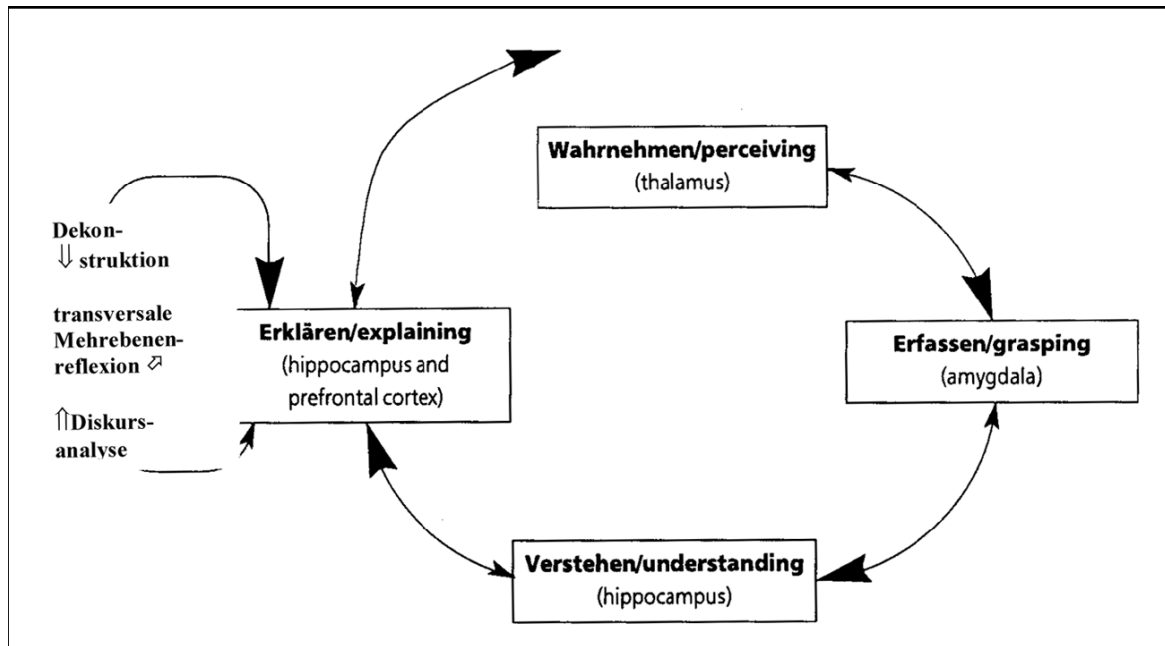 Wahrnehmen/perceiving
(thalamus)
Dekon-
⇓ struktion
transversale
Mehrebenen-
reflexion ⬀
⇑Diskurs-
analyse
Erklären/explaining
(hippocampus and
prefrontal cortex)
Erfassen/grasping
(amygdala)
Verstehen/understanding
(hippocampus)